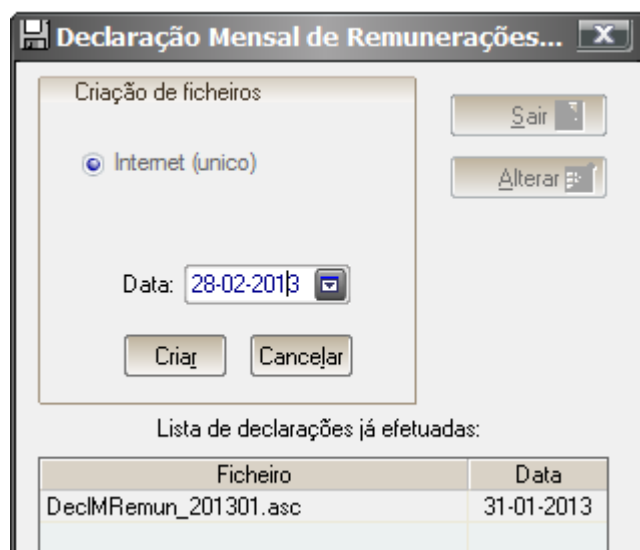 Declaração Mensal de Remunerações...
Criação de ficheiros
Sair
Internet (unico)
Alterar
Data: 28-02-2013
Criar Cancelar
Lista de declarações já efetuadas:
Ficheiro Data
DeclMRemun_201301.asc 31-01-2013